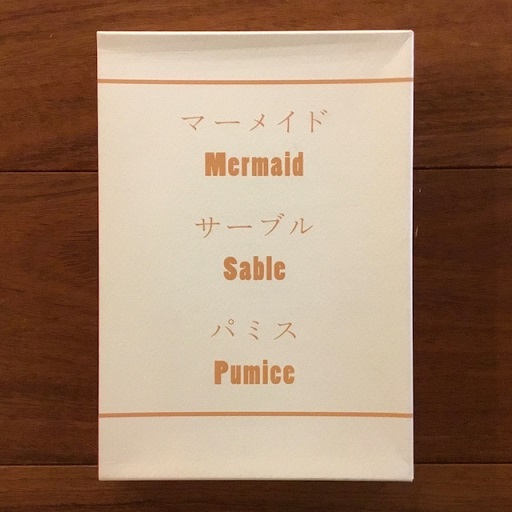 マーメイド
Mermaid
サーブル
Sable
パミス
Pumice